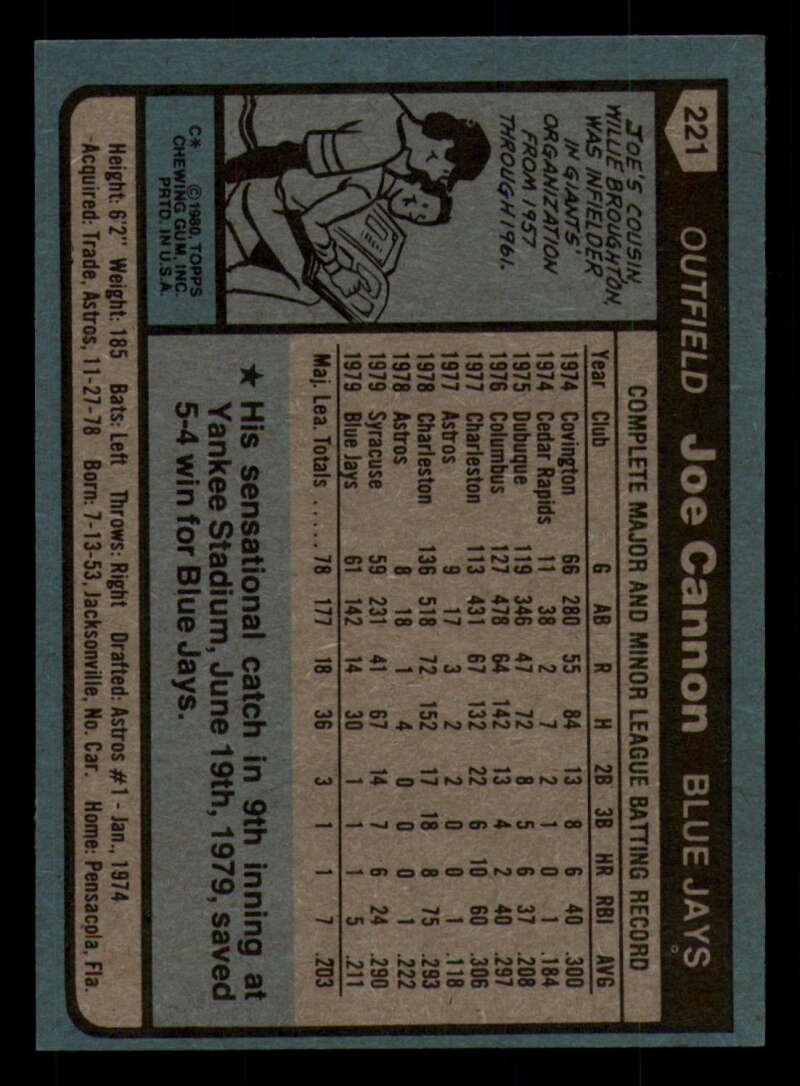 221 OUTFIELD Joe Cannon BLUE JAYS
JOE'S COUSIN,
WILLIE BROUGHTON,
WAS INFIELDER
IN GIANTS'
ORGANIZATION
FROM 1957
THROUGH 1961.
C* ©1980, TOPPS
CHEWING GUM, INC.
PRTD. IN U.S.A.
COMPLETE MAJOR AND MINOR LEAGUE BATTING RECORD
Year Club G AB R H 2B 3B HR RBI AVG
1974 Covington 66 280 55 84 13 8 6 40 .300
1974 Cedar Rapids 11 38 2 7 2 1 0 1 .184
1975 Dubuque 119 346 47 72 8 5 6 37 .208
1976 Columbus 127 478 64 142 13 4 2 40 .297
1977 Charleston 113 431 67 132 22 6 10 60 .306
1977 Astros 9 17 3 2 2 0 0 1 .118
1978 Charleston 136 518 72 152 17 18 8 75 .293
1978 Astros 8 18 1 4 0 0 0 1 .222
1979 Syracuse 59 231 41 67 14 7 6 24 .290
1979 Blue Jays 61 142 14 30 1 1 1 5 .211
Maj. Lea. Totals ...... 78 177 18 36 3 1 1 7 .203
★ His sensational catch in 9th inning at
Yankee Stadium, June 19th, 1979, saved
5-4 win for Blue Jays.
Height: 6'2" Weight: 185 Bats: Left Throws: Right Drafted: Astros #1 - Jan., 1974
Acquired: Trade, Astros, 11-27-78 Born: 7-13-53, Jacksonville, No. Car. Home: Pensacola, Fla.